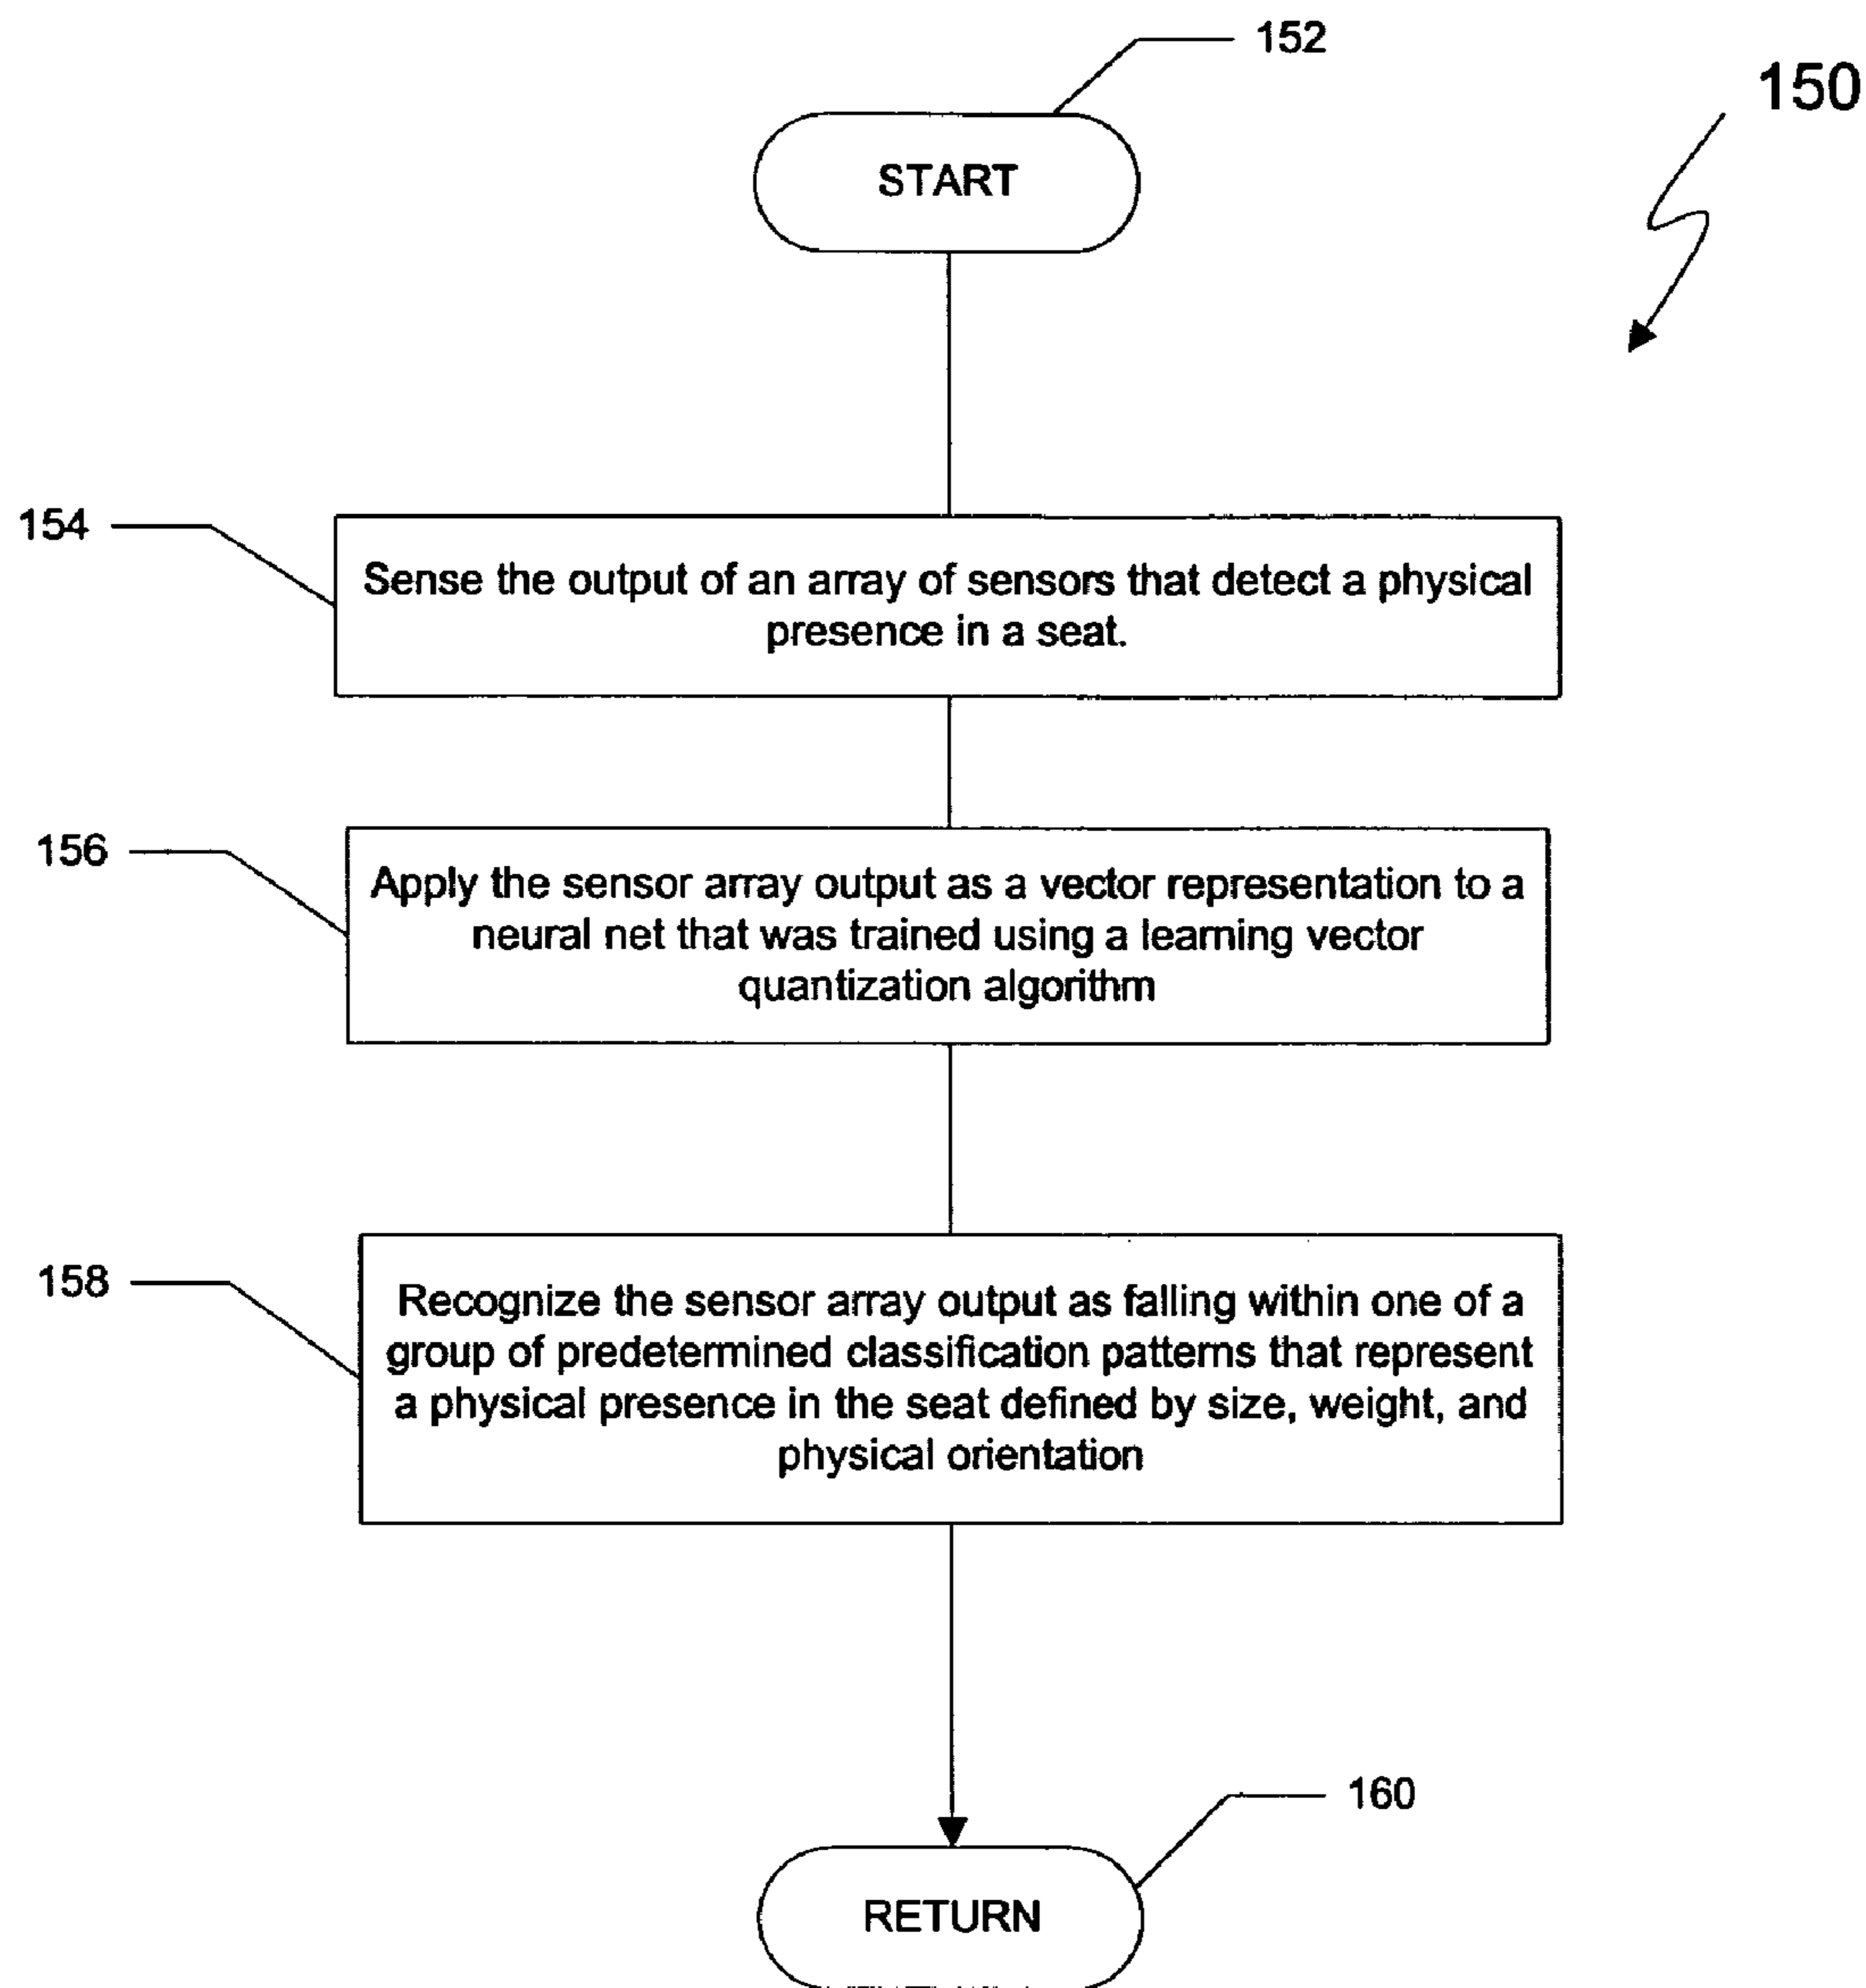 152
150
START
154
Sense the output of an array of sensors that detect a physical
presence in a seat.
156
Apply the sensor array output as a vector representation to a
neural net that was trained using a learning vector
quantization algorithm
158
Recognize the sensor array output as falling within one of a
group of predetermined classification patterns that represent
a physical presence in the seat defined by size, weight, and
physical orientation
160
RETURN